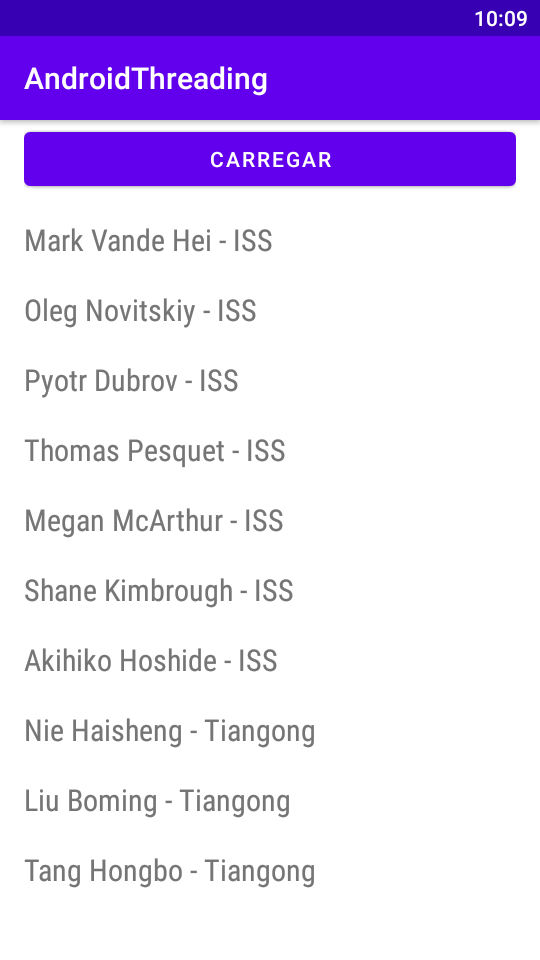 10:09
AndroidThreading
CARREGAR
Mark Vande Hei - ISS
Oleg Novitskiy - ISS
Pyotr Dubrov - ISS
Thomas Pesquet - ISS
Megan McArthur - ISS
Shane Kimbrough - ISS
Akihiko Hoshide - ISS
Nie Haisheng - Tiangong
Liu Boming - Tiangong
Tang Hongbo - Tiangong